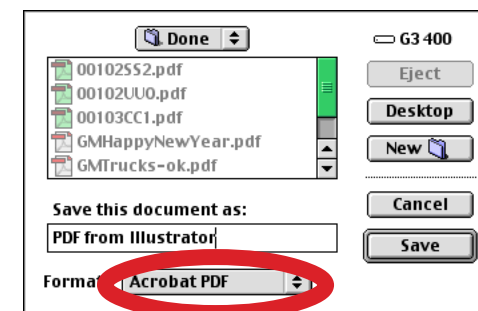 Done
G3 400
00102SS2.pdf
Eject
00102UU0.pdf
00103CC1.pdf
Desktop
GMHappyNewYear.pdf
New
GMTrucks-ok.pdf
Save this document as:
Cancel
PDF from Illustrator
Save
Format Acrobat PDF